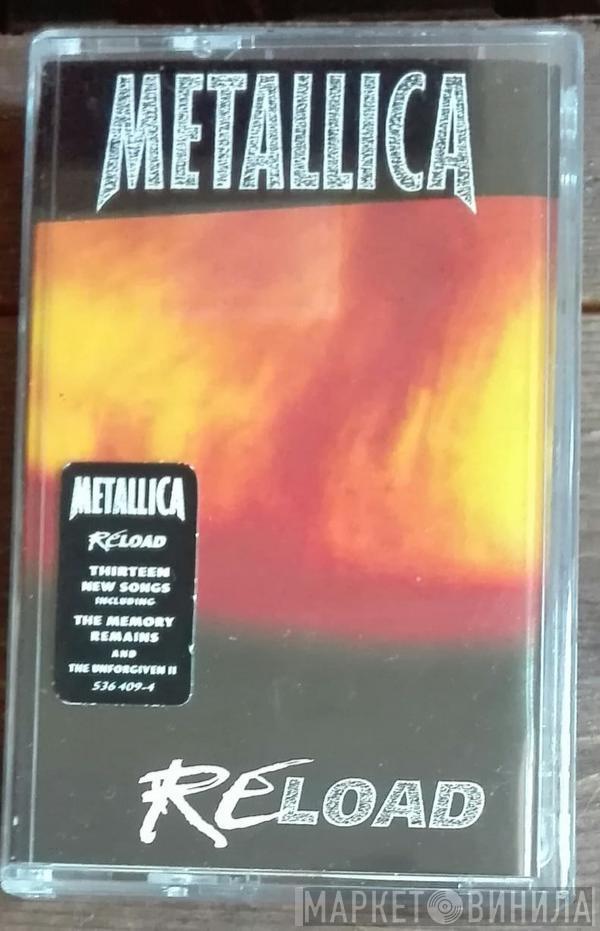 METALLICA
METALLICA
RELOAD
THIRTEEN
NEW SONGS
INCLUDING
THE MEMORY
REMAINS
AND
THE UNFORGIVEN II
536 409-4
RELOAD
МАРКЕТ ВИНИЛА